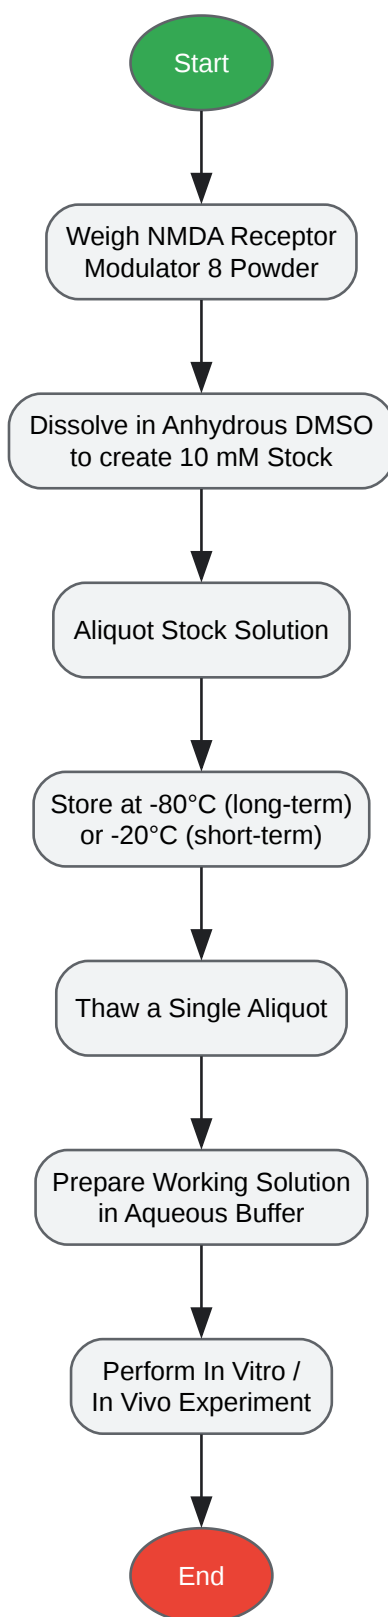 Start
Weigh NMDA Receptor
Modulator 8 Powder
Dissolve in Anhydrous DMSO
to create 10 mM Stock
Aliquot Stock Solution
Store at -80°C (long-term)
or -20°C (short-term)
Thaw a Single Aliquot
Prepare Working Solution
in Aqueous Buffer
Perform In Vitro /
In Vivo Experiment
End